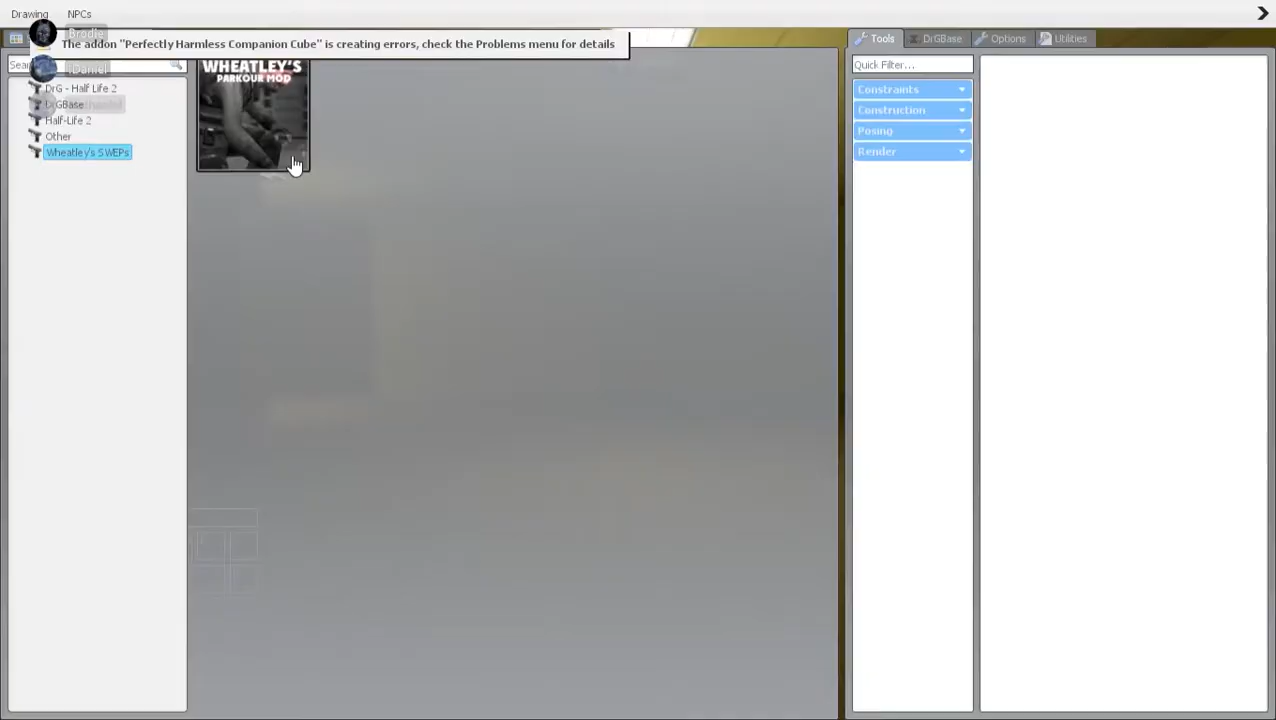 Drawing
NPCs
Brodie
The addon "Perfectly Harmless Companion Cube" is creating errors, check the Problems menu for details
Daniel
DrG - Half Life 2
DrGBase
Half-Life 2
Other
Wheatley's SWEPs
WHEATLEY'S
PARKOUR MOD
Tools
DrGBase
Options
Utilities
Quick Filter...
Constraints
Construction
Posing
Render